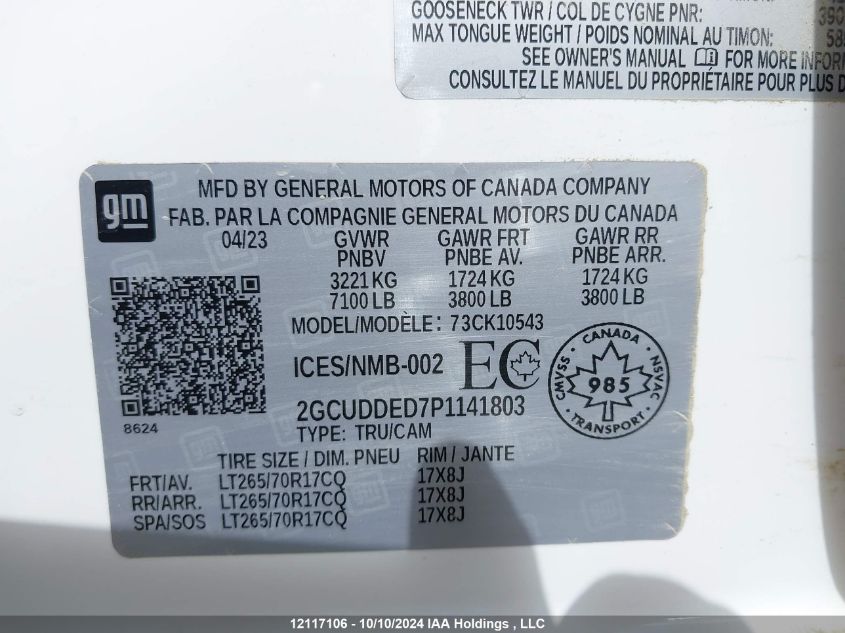 GOOSENECK TWR / COL DE CYGNE PNR:
MAX TONGUE WEIGHT / POIDS NOMINAL AU TIMON:
SEE OWNER'S MANUAL FOR MORE
CONSULTEZ LE MANUEL DU PROPRIÉTAIRE POUR PLUS
gm
MFD BY GENERAL MOTORS OF CANADA COMPANY
FAB. PAR LA COMPAGNIE GENERAL MOTORS DU CANADA
04/23 GVWR GAWR FRT GAWR RR
PNBV PNBE AV. PNBE ARR.
3221 KG 1724 KG 1724 KG
7100 LB 3800 LB 3800 LB
MODEL/MODÈLE: 73CK10543
ICES/NMB-002 EC
CANADA
CMVSS 985 NSVAC
TRANSPORT
2GCUDDED7P1141803
8624
TYPE: TRU/CAM
TIRE SIZE / DIM. PNEU RIM / JANTE
FRT/AV. LT265/70R17CQ 17X8J
RR/ARR. LT265/70R17CQ 17X8J
SPA/SOS LT265/70R17CQ 17X8J
12117106 - 10/10/2024 IAA Holdings , LLC